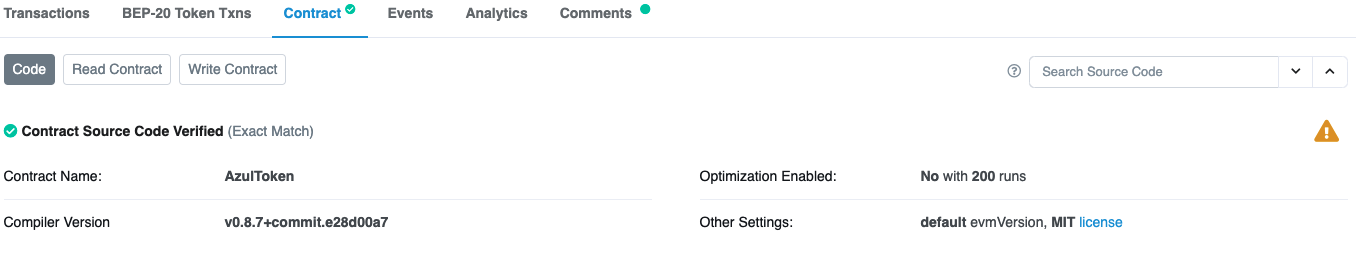 Transactions BEP-20 Token Txns Contract Events Analytics Comments
Code Read Contract Write Contract Search Source Code
Contract Source Code Verified (Exact Match)
Contract Name: AzulToken Optimization Enabled: No with 200 runs
Compiler Version v0.8.7+commit.e28d00a7 Other Settings: default evmVersion, MIT license